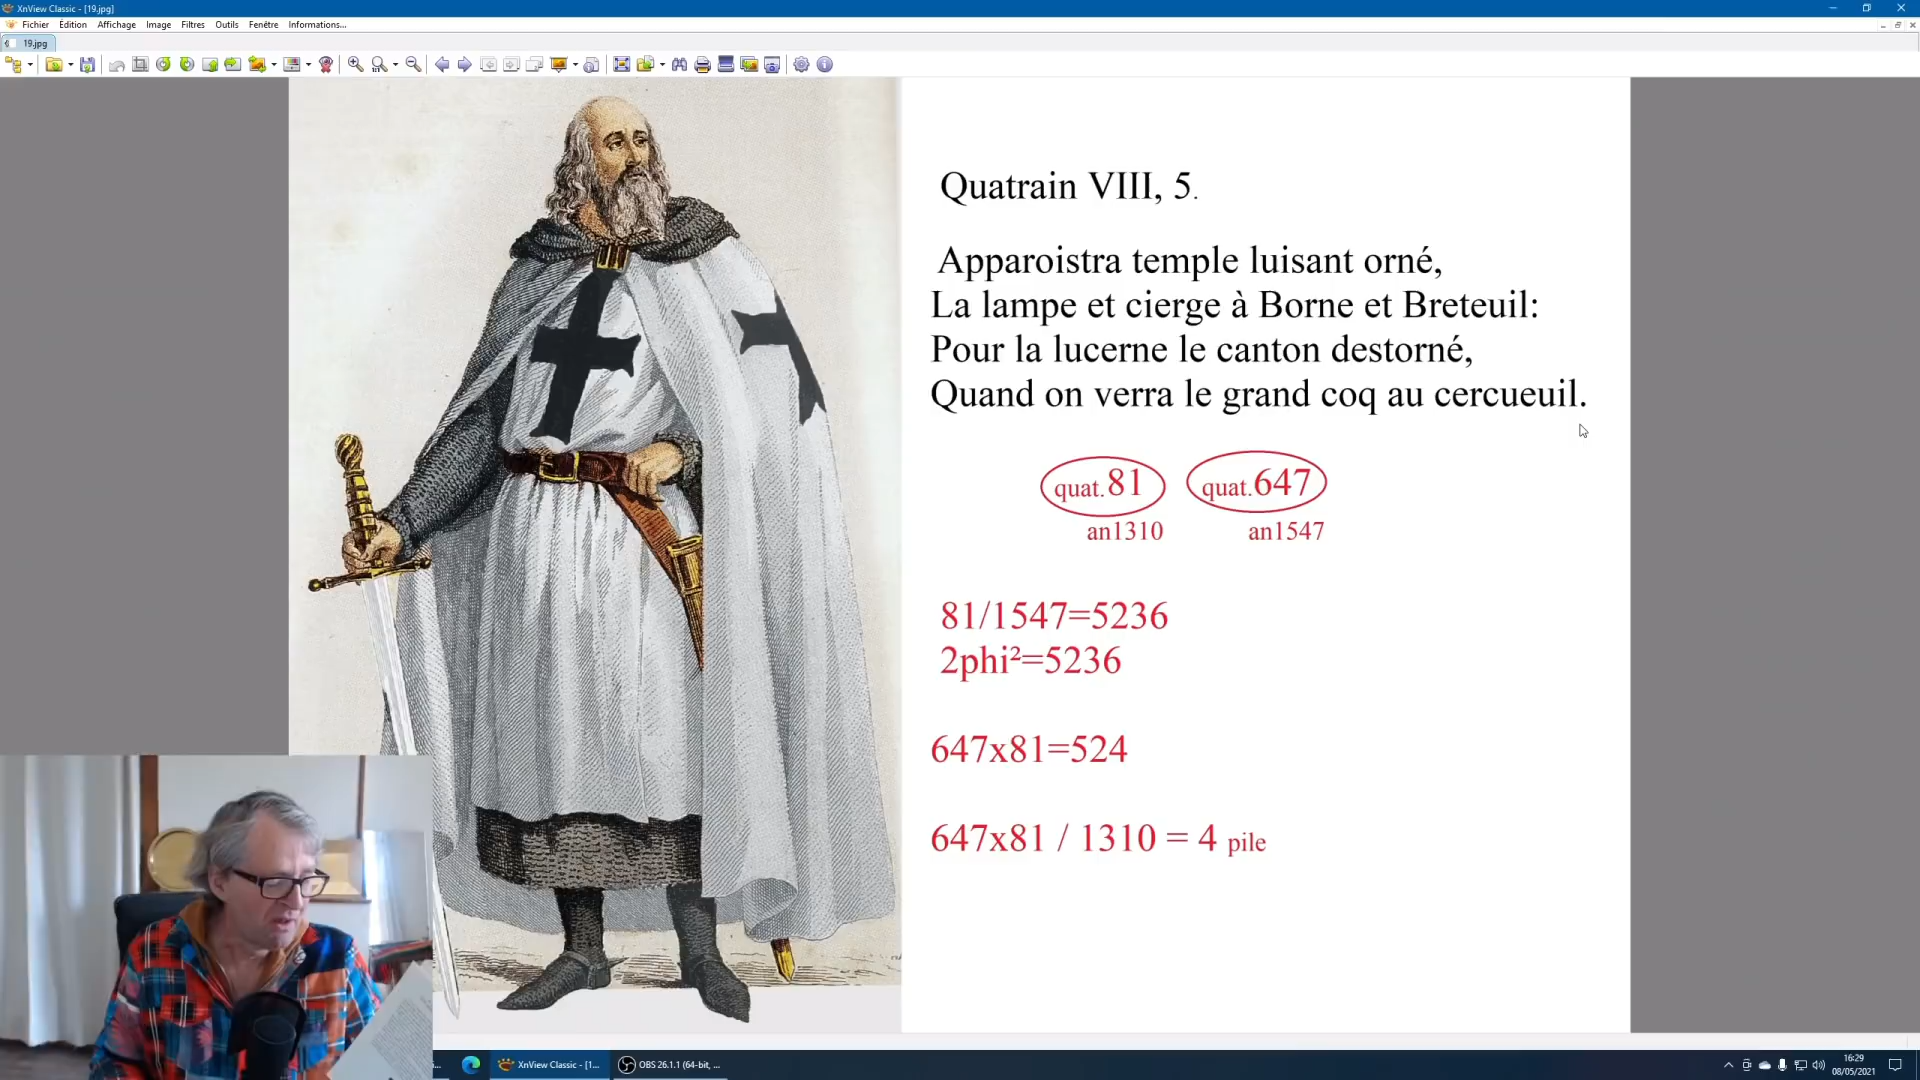 XnView Classic - [19.jpg]
Fichier Édition Affichage Image Filtres Outils Fenêtre Informations...
19.jpg
Quatrain VIII, 5.
Apparoistra temple luisant orné,
La lampe et cierge à Borne et Breteuil:
Pour la lucerne le canton destorné,
Quand on verra le grand coq au cercueuil.
quat.81 quat.647
an1310 an1547
81/1547=5236
2phi²=5236
647x81=524
647x81 / 1310 = 4 pile
XnView Classic - [1...
OBS 26.1.1 (64-bit, ...
16:29
08/05/2021